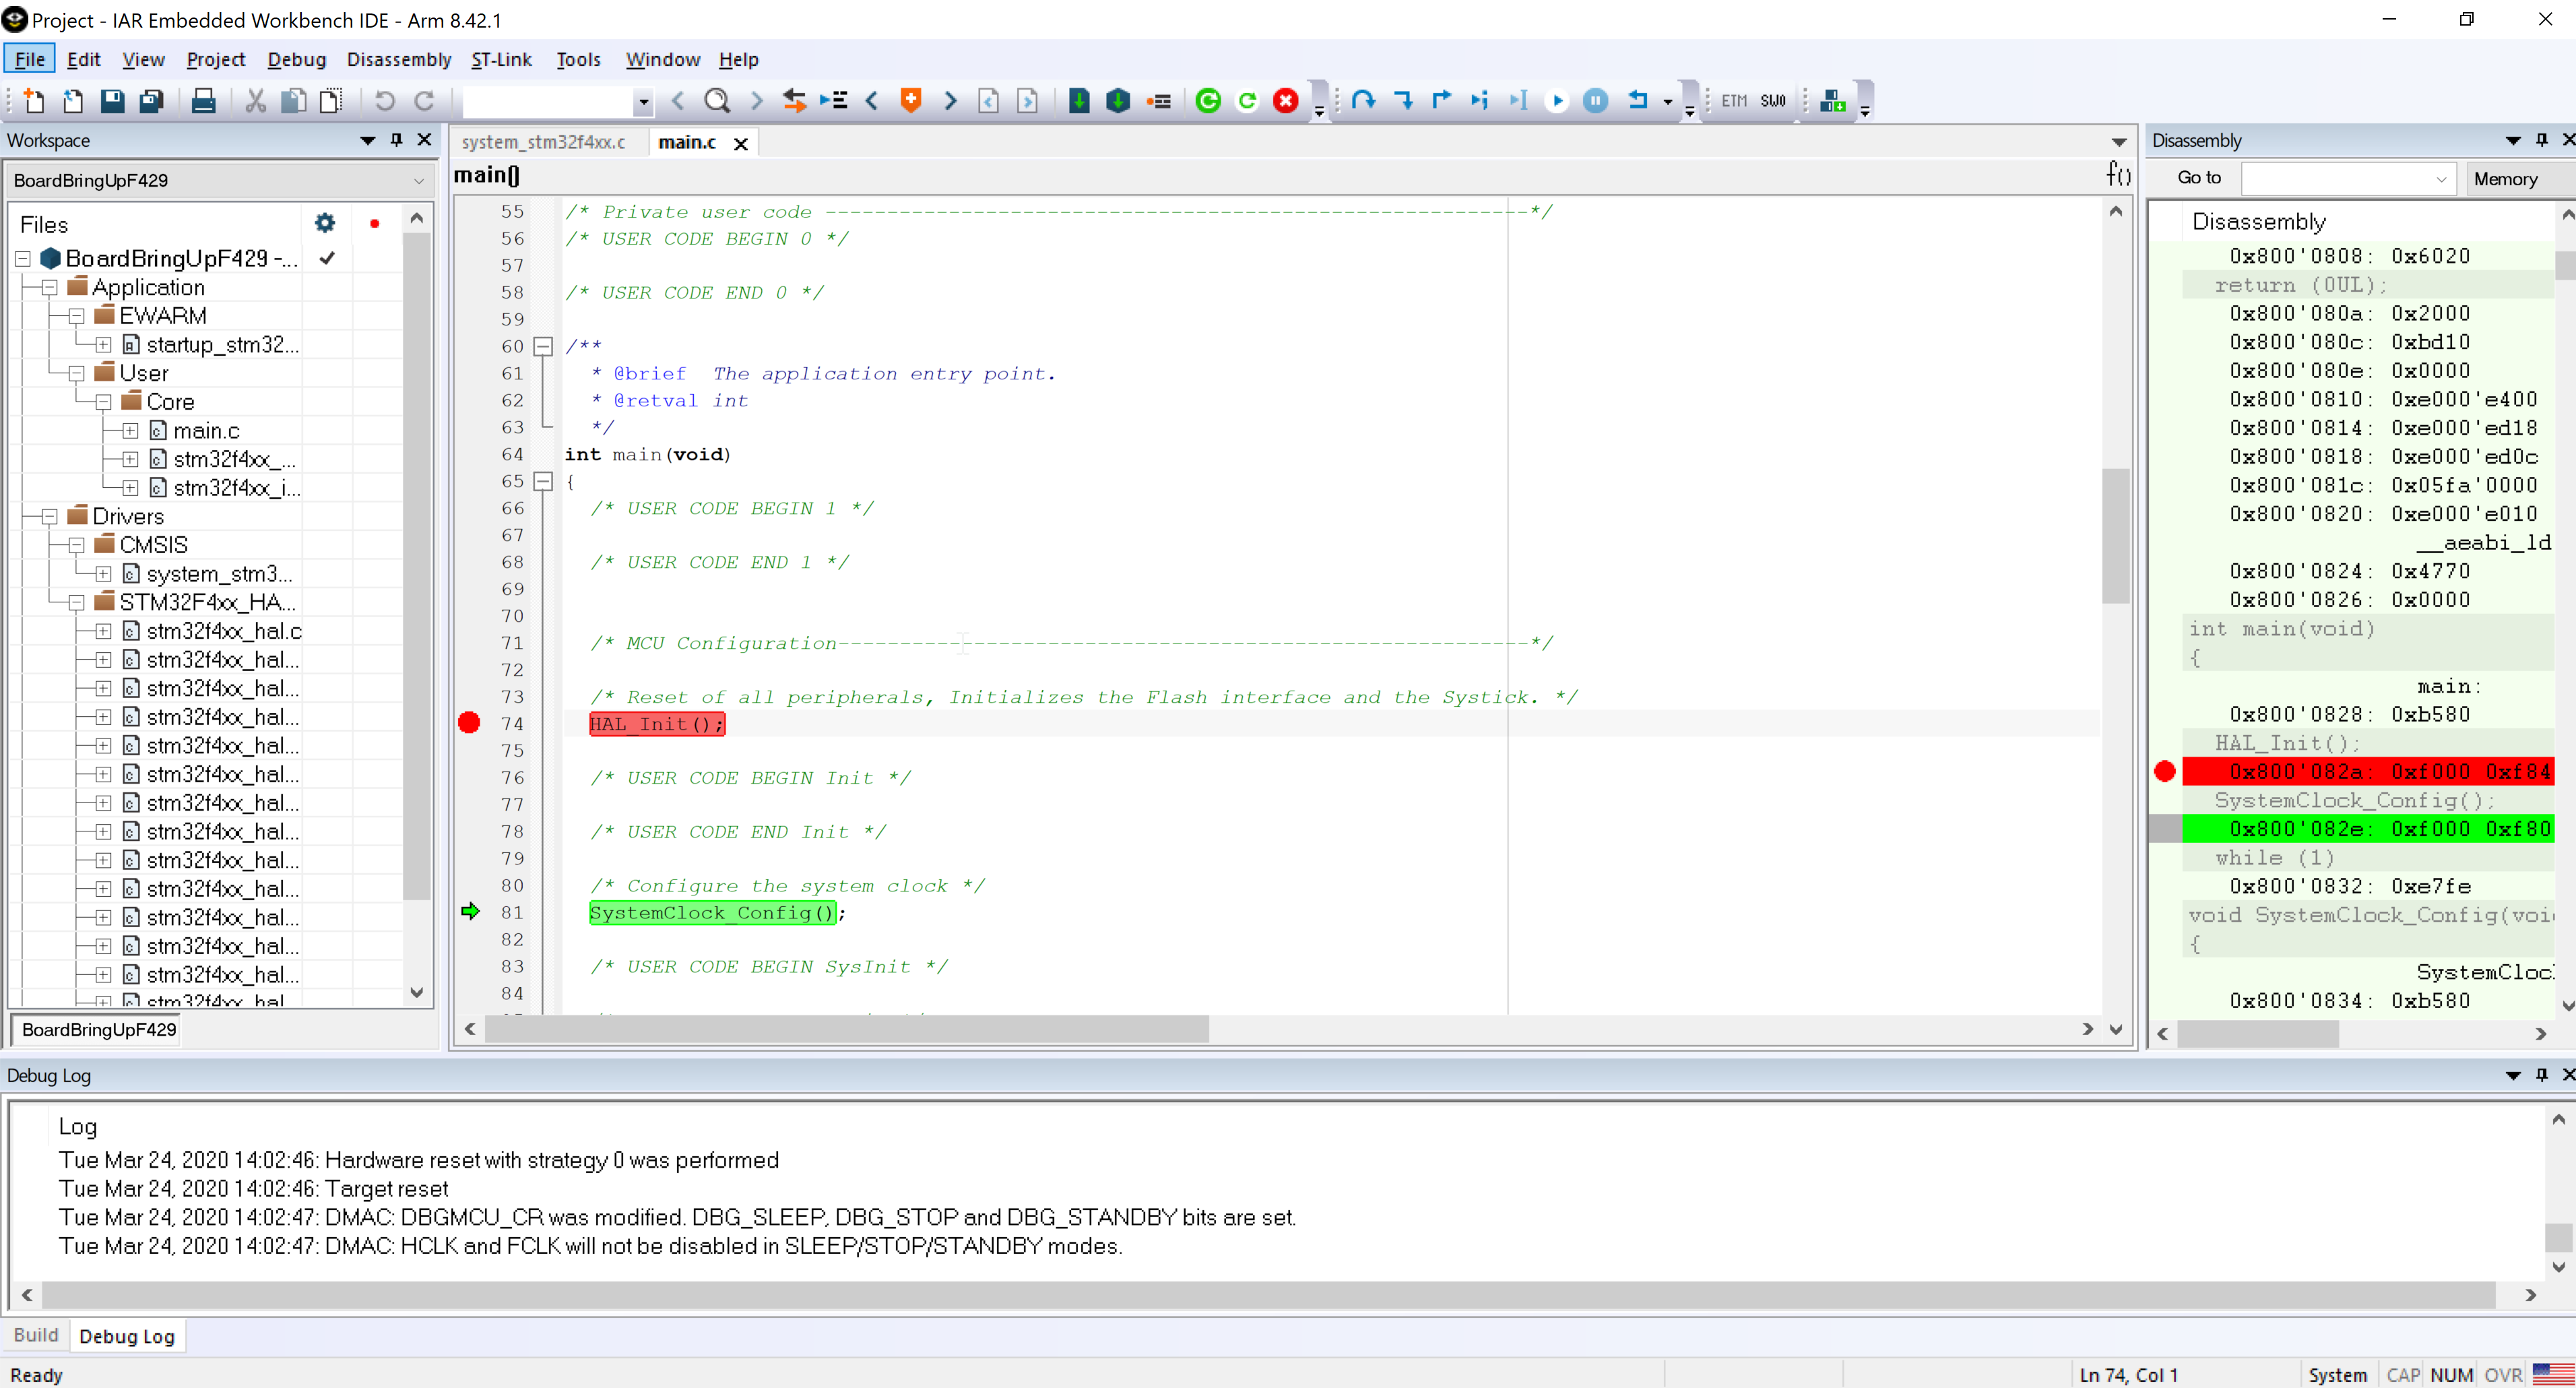 Project - IAR Embedded Workbench IDE - Arm 8.42.1
File Edit View Project Debug Disassembly ST-Link Tools Window Help
ETM SWO
Workspace
BoardBringUpF429
Files
BoardBringUpF429 -...
Application
EWARM
startup_stm32...
User
Core
main.c
stm32f4xx_...
stm32f4xx_i...
Drivers
CMSIS
system_stm3...
STM32F4xx_HA...
stm32f4xx_hal.c
stm32f4xx_hal...
stm32f4xx_hal...
stm32f4xx_hal...
stm32f4xx_hal...
stm32f4xx_hal...
stm32f4xx_hal...
stm32f4xx_hal...
stm32f4xx_hal...
stm32f4xx_hal...
stm32f4xx_hal...
stm32f4xx_hal...
stm32f4xx_hal...
stm32f4xx_hal
BoardBringUpF429
system_stm32f4xx.c main.c
main()
f()
55 /* Private user code ---------------------------------------------------------*/
56 /* USER CODE BEGIN 0 */
57
58 /* USER CODE END 0 */
59
60 /**
61 * @brief  The application entry point.
62 * @retval int
63 */
64 int main(void)
65 {
66 /* USER CODE BEGIN 1 */
67
68 /* USER CODE END 1 */
69
70
71 /* MCU Configuration--------------------------------------------------------*/
72
73 /* Reset of all peripherals, Initializes the Flash interface and the Systick. */
74 HAL_Init();
75
76 /* USER CODE BEGIN Init */
77
78 /* USER CODE END Init */
79
80 /* Configure the system clock */
81 SystemClock_Config();
82
83 /* USER CODE BEGIN SysInit */
84
Disassembly
Go to Memory
Disassembly
0x800'0808: 0x6020
return (0UL);
0x800'080a: 0x2000
0x800'080c: 0xbd10
0x800'080e: 0x0000
0x800'0810: 0xe000'e400
0x800'0814: 0xe000'ed18
0x800'0818: 0xe000'ed0c
0x800'081c: 0x05fa'0000
0x800'0820: 0xe000'e010
__aeabi_ld
0x800'0824: 0x4770
0x800'0826: 0x0000
int main(void)
{
main:
0x800'0828: 0xb580
HAL_Init();
0x800'082a: 0xf000 0xf84
SystemClock_Config();
0x800'082e: 0xf000 0xf80
while (1)
0x800'0832: 0xe7fe
void SystemClock_Config(voi
{
SystemCloc
0x800'0834: 0xb580
Debug Log
Log
Tue Mar 24, 2020 14:02:46: Hardware reset with strategy 0 was performed
Tue Mar 24, 2020 14:02:46: Target reset
Tue Mar 24, 2020 14:02:47: DMAC: DBGMCU_CR was modified. DBG_SLEEP, DBG_STOP and DBG_STANDBY bits are set.
Tue Mar 24, 2020 14:02:47: DMAC: HCLK and FCLK will not be disabled in SLEEP/STOP/STANDBY modes.
Build Debug Log
Ready Ln 74, Col 1 System CAP NUM OVR